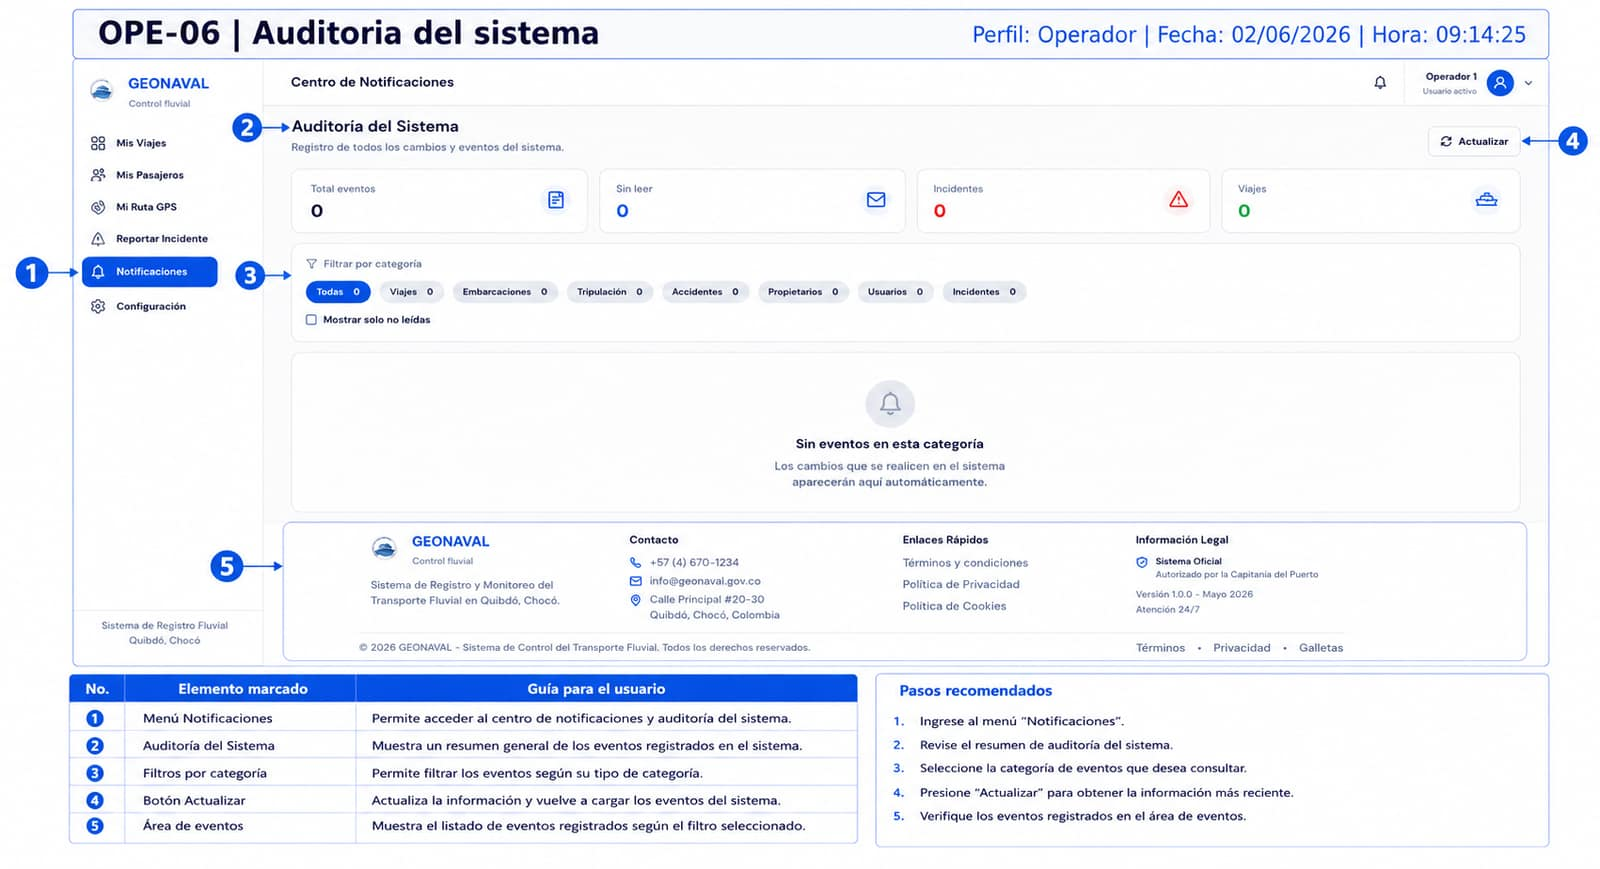 OPE-06 | Auditoria del sistema
Perfil: Operador | Fecha: 02/06/2026 | Hora: 09:14:25
GEONAVAL
Control fluvial
Mis Viajes
Mis Pasajeros
Mi Ruta GPS
Reportar Incidente
1
Notificaciones
Configuración
Sistema de Registro Fluvial
Quibdó, Chocó
Centro de Notificaciones
Operador 1
Usuario activo
2
Auditoría del Sistema
Registro de todos los cambios y eventos del sistema.
Actualizar
4
Total eventos
0
Sin leer
0
Incidentes
0
Viajes
0
3
Filtrar por categoría
Todas 0 Viajes 0 Embarcaciones 0 Tripulación 0 Accidentes 0 Propietarios 0 Usuarios 0 Incidentes 0
Mostrar solo no leídas
Sin eventos en esta categoría
Los cambios que se realicen en el sistema
aparecerán aquí automáticamente.
5
GEONAVAL
Control fluvial
Sistema de Registro y Monitoreo del
Transporte Fluvial en Quibdó, Chocó.
Contacto
+57 (4) 670-1234
info@geonaval.gov.co
Calle Principal #20-30
Quibdó, Chocó, Colombia
Enlaces Rápidos
Términos y condiciones
Política de Privacidad
Política de Cookies
Información Legal
Sistema Oficial
Autorizado por la Capitanía del Puerto
Versión 1.0.0 - Mayo 2026
Atención 24/7
© 2026 GEONAVAL - Sistema de Control del Transporte Fluvial. Todos los derechos reservados.
Términos • Privacidad • Galletas
No. Elemento marcado Guía para el usuario
1 Menú Notificaciones Permite acceder al centro de notificaciones y auditoría del sistema.
2 Auditoría del Sistema Muestra un resumen general de los eventos registrados en el sistema.
3 Filtros por categoría Permite filtrar los eventos según su tipo de categoría.
4 Botón Actualizar Actualiza la información y vuelve a cargar los eventos del sistema.
5 Área de eventos Muestra el listado de eventos registrados según el filtro seleccionado.
Pasos recomendados
1. Ingrese al menú “Notificaciones”.
2. Revise el resumen de auditoría del sistema.
3. Seleccione la categoría de eventos que desea consultar.
4. Presione “Actualizar” para obtener la información más reciente.
5. Verifique los eventos registrados en el área de eventos.